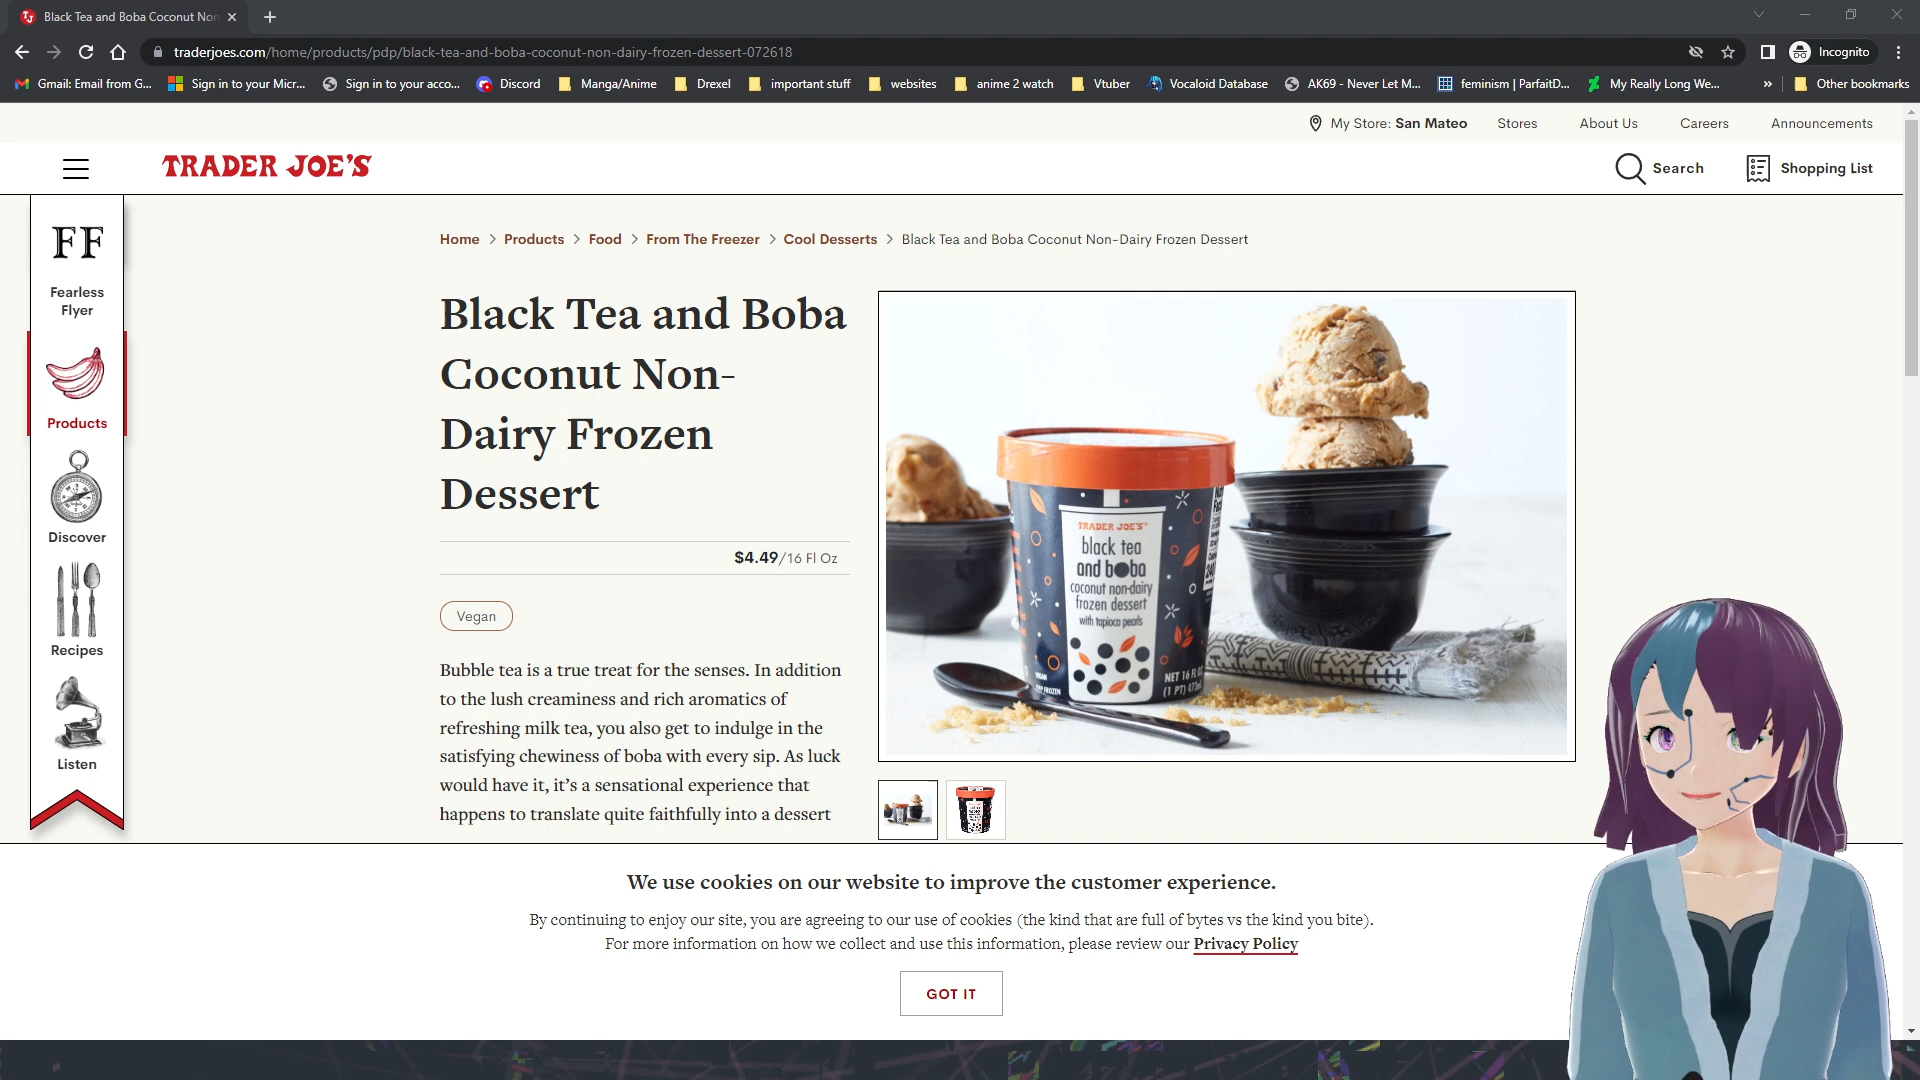 Black Tea and Boba Coconut Non
traderjoes.com/home/products/pdp/black-tea-and-boba-coconut-non-dairy-frozen-dessert-072618
Incognito
Gmail: Email from G...
Sign in to your Micr...
Sign in to your acco...
Discord
Manga/Anime
Drexel
important stuff
websites
anime 2 watch
Vtuber
Vocaloid Database
AK69 - Never Let M...
feminism | ParfaitD...
My Really Long We...
»
Other bookmarks
My Store: San Mateo
Stores
About Us
Careers
Announcements
TRADER JOE'S
Search
Shopping List
FF
Fearless
Flyer
Products
Discover
Recipes
Listen
Home > Products > Food > From The Freezer > Cool Desserts > Black Tea and Boba Coconut Non-Dairy Frozen Dessert
Black Tea and Boba
Coconut Non-
Dairy Frozen
Dessert
$4.49/16 Fl Oz
Vegan
Bubble tea is a true treat for the senses. In addition
to the lush creaminess and rich aromatics of
refreshing milk tea, you also get to indulge in the
satisfying chewiness of boba with every sip. As luck
would have it, it's a sensational experience that
happens to translate quite faithfully into a dessert
TRADER JOE'S
black tea
and boba
coconut non-dairy
frozen dessert
with tapioca pearls
NET 16 FL OZ
(1 PT) 473mL
We use cookies on our website to improve the customer experience.
By continuing to enjoy our site, you are agreeing to our use of cookies (the kind that are full of bytes vs the kind you bite).
For more information on how we collect and use this information, please review our Privacy Policy
GOT IT